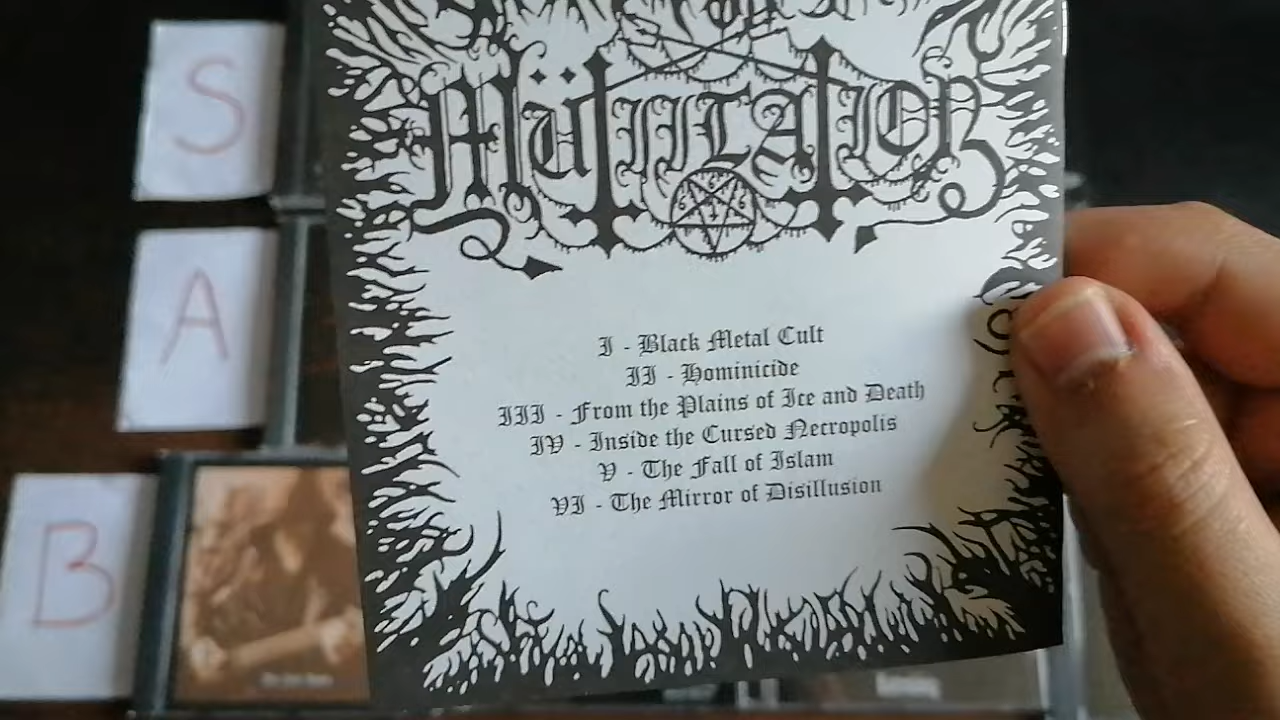 S
Mütiilation
A
I - Black Metal Cult
II - Hominicide
III - From the Plains of Ice and Death
IV - Inside the Cursed Necropolis
V - The Fall of Islam
VI - The Mirror of Disillusion
B